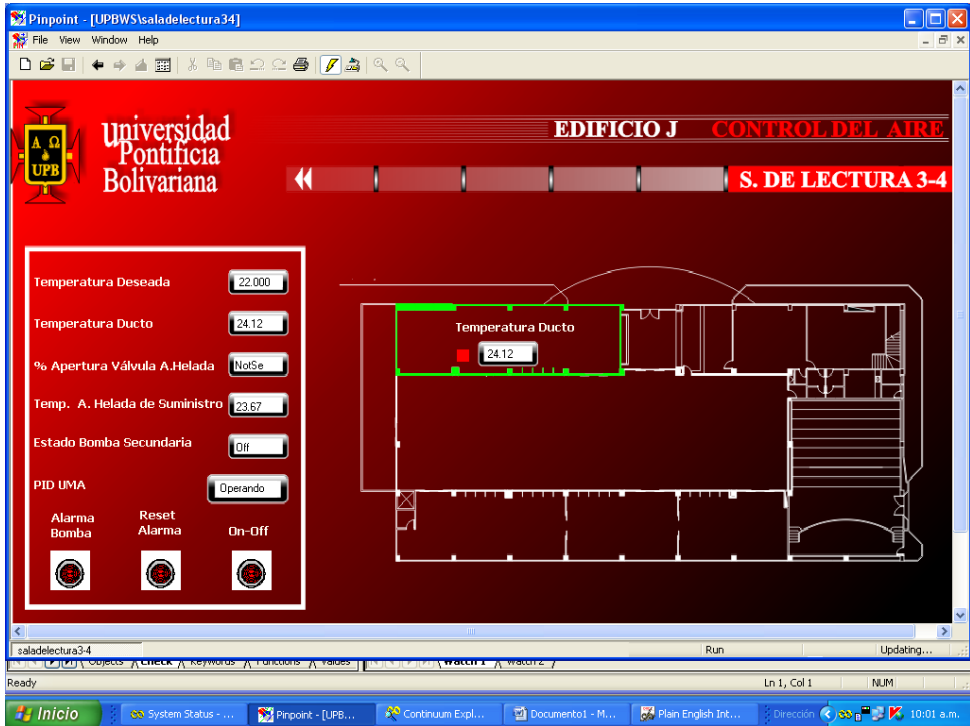 Pinpoint - [UPBWS\saladelectura34]
File View Window Help
universidad
Pontificia
Bolivariana
Α Ω
UPB
EDIFICIO J CONTROL DEL AIRE
S. DE LECTURA 3-4
Temperatura Deseada 22.000
Temperatura Ducto 24.12
% Apertura Válvula A.Helada NotSe
Temp. A. Helada de Suministro 23.67
Estado Bomba Secundaria Off
PID UMA Operando
Alarma Bomba
Reset Alarma
On-Off
Temperatura Ducto
24.12
saladelectura3-4 Run Updating...
Objects Check Keywords Functions Values Watch 1 Watch 2
Ready Ln 1, Col 1 NUM
Inicio System Status - ... Pinpoint - [UPB... Continuum Expl... Documento1 - M... Plain English Int... Dirección 10:01 a.m.